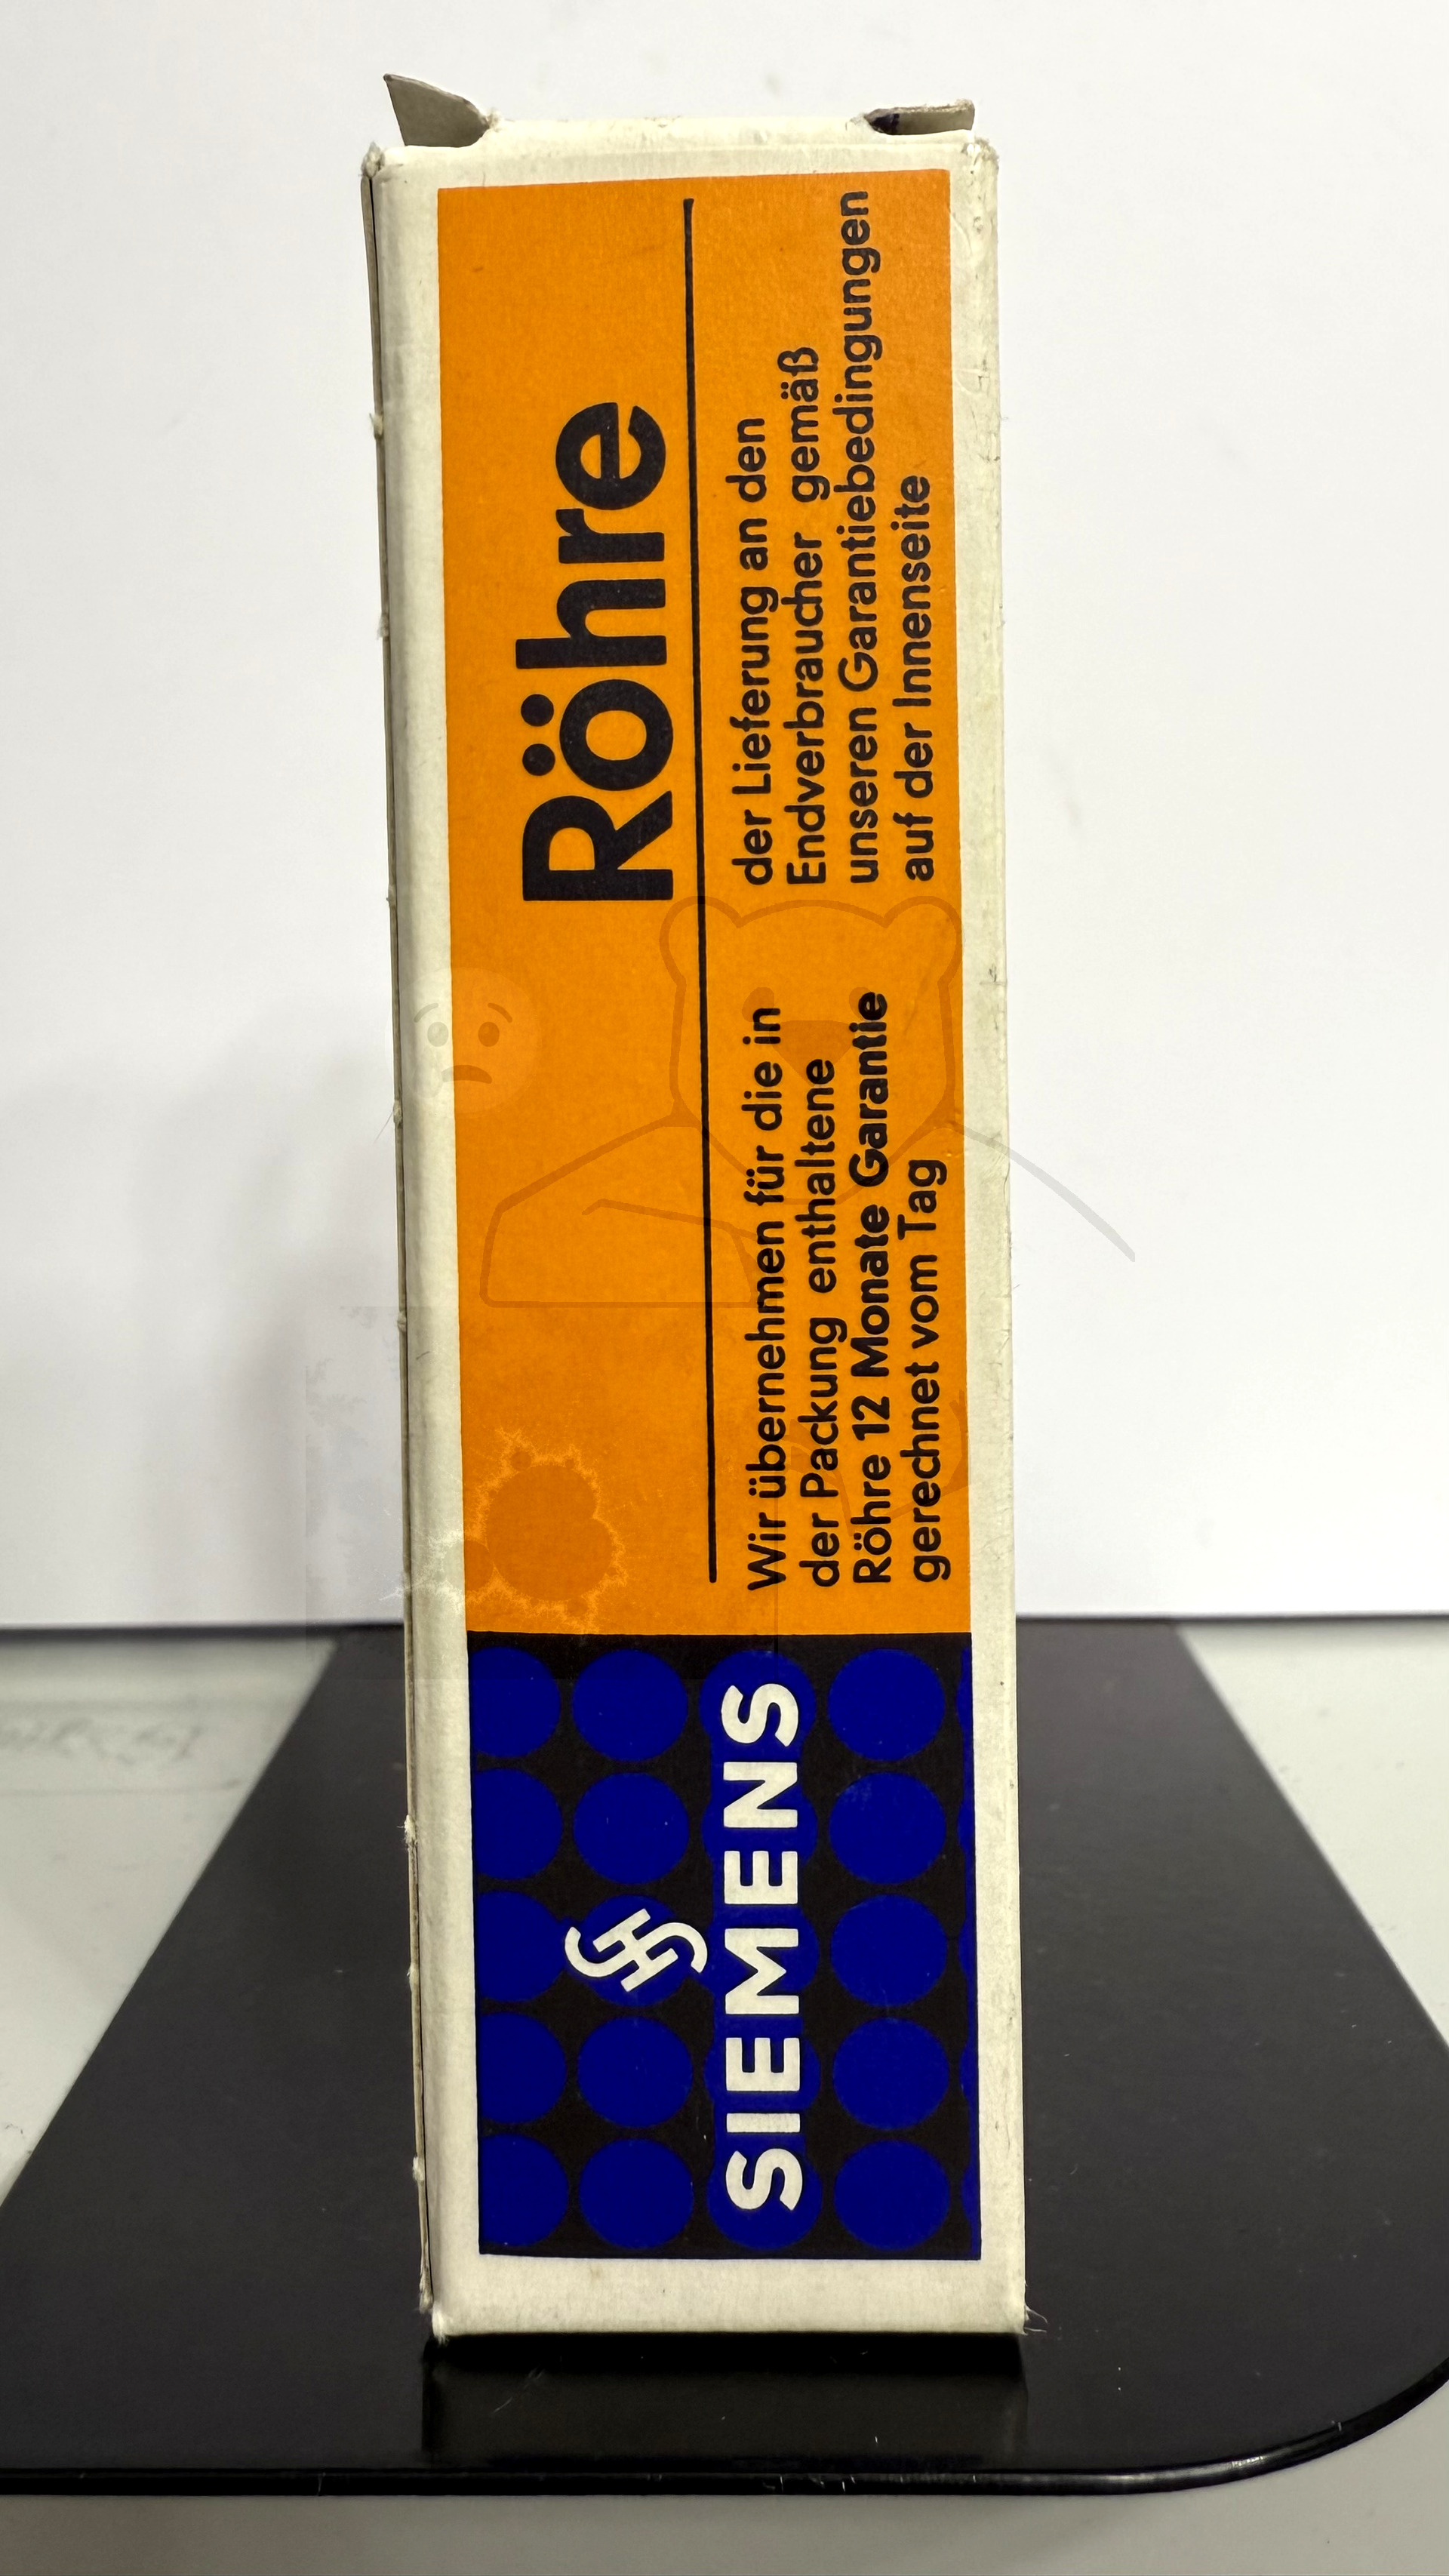 SIEMENS
Röhre
Wir übernehmen für die in
der Packung enthaltene
Röhre 12 Monate Garantie
gerechnet vom Tag
der Lieferung an den
Endverbraucher gemäß
unseren Garantiebedingungen
auf der Innenseite